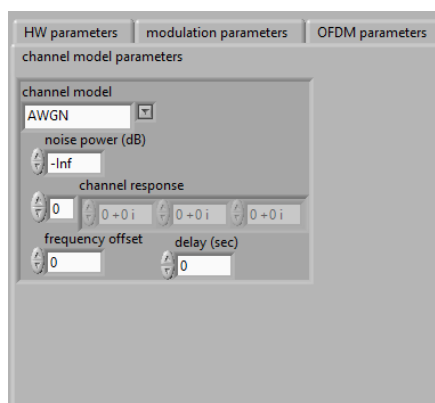 HW parameters modulation parameters OFDM parameters
channel model parameters
channel model
AWGN
noise power (dB)
-Inf
channel response
0 0 +0 i 0 +0 i 0 +0 i
frequency offset delay (sec)
0 0